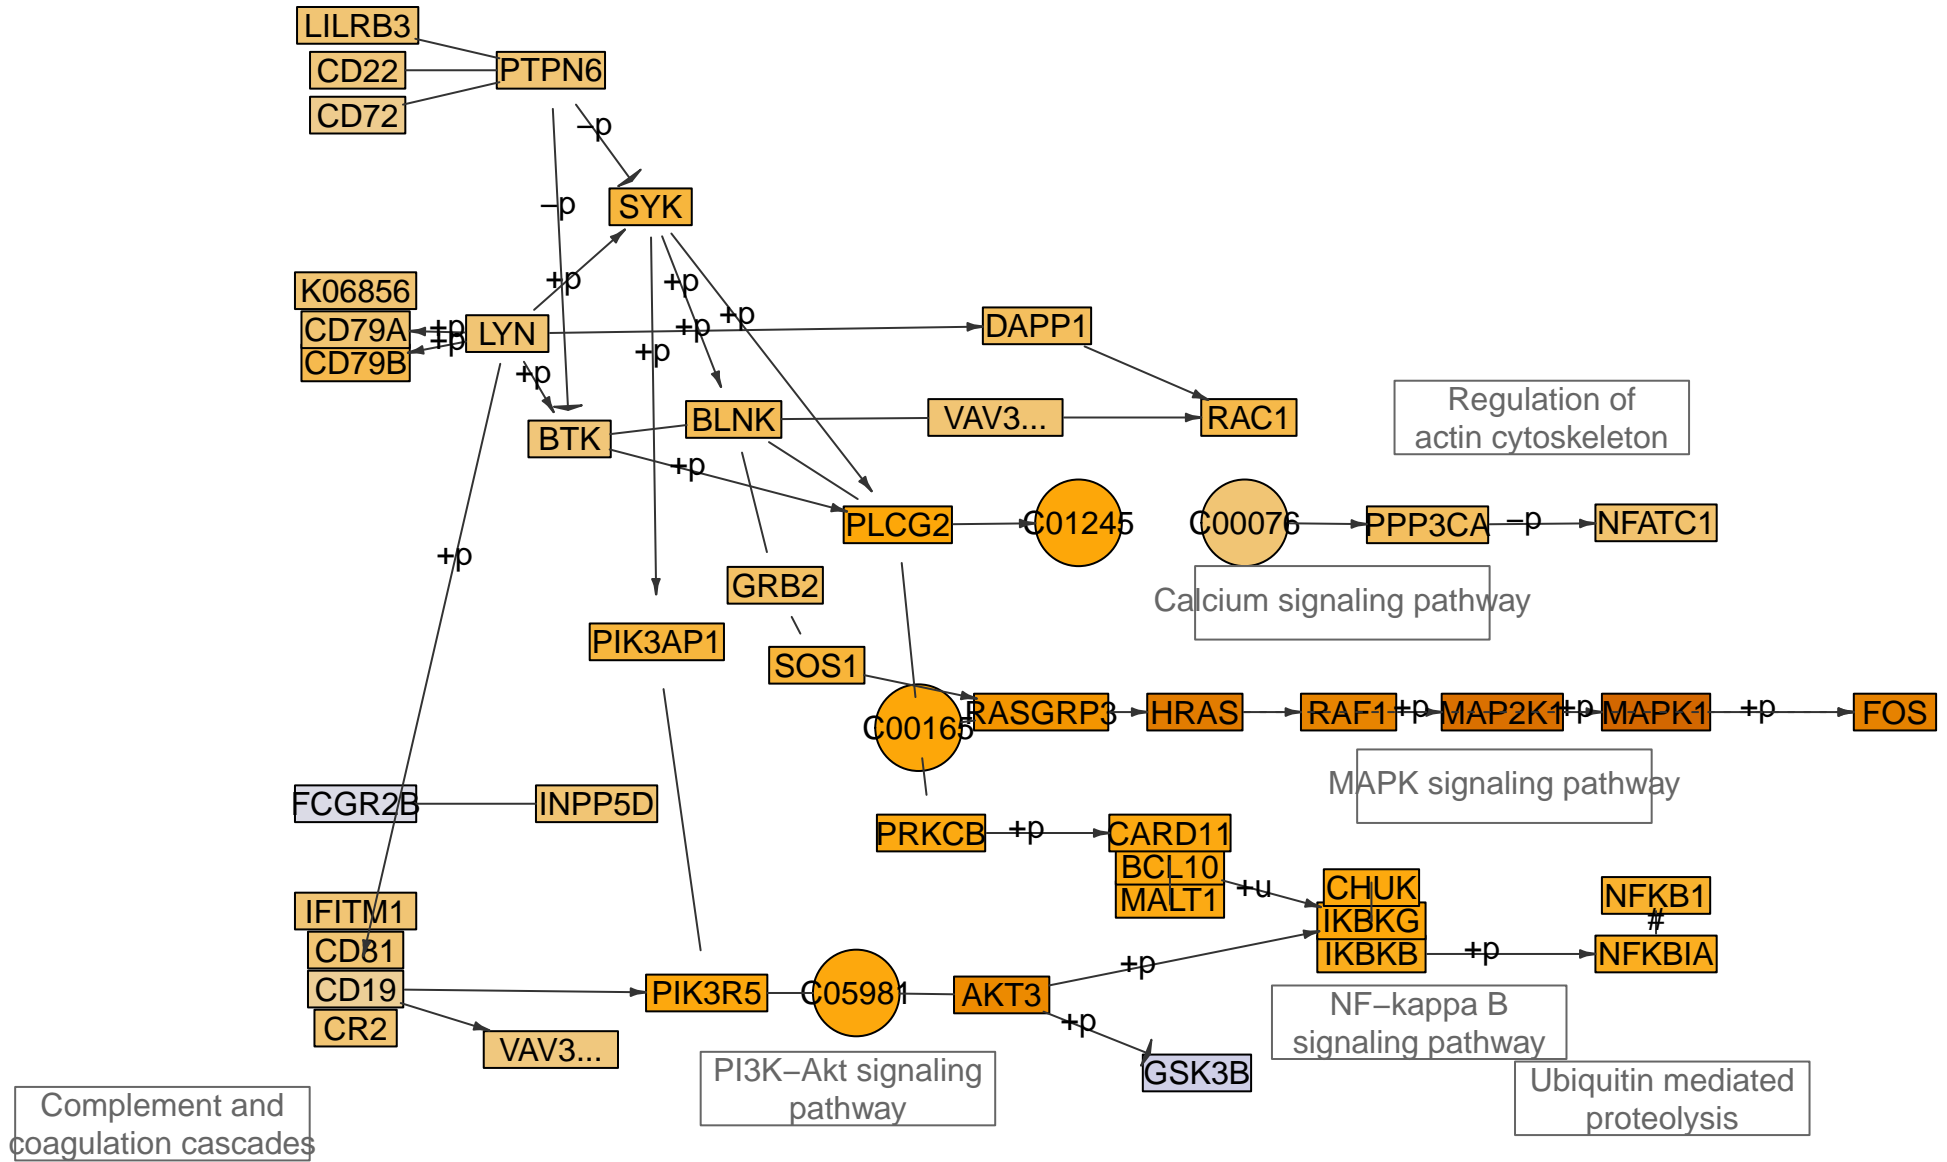 LILRB3
CD22
PTPN6
CD72
–p
SYK
–p
+p
+p
K06856
CD79A
+p
LYN
+p
+p
DAPP1
CD79B
+p
+p
+p
BTK
BLNK
VAV3...
RAC1
Regulation of
actin cytoskeleton
+p
PLCG2
C01245
C00076
PPP3CA
–p
NFATC1
+p
GRB2
Calcium signaling pathway
PIK3AP1
SOS1
C00165
RASGRP3
HRAS
RAF1
+p
MAP2K1
+p
MAPK1
+p
FOS
MAPK signaling pathway
FCGR2B
INPP5D
PRKCB
+p
CARD11
BCL10
MALT1
+u
CHUK
IKBKG
IKBKB
+p
NFKB1
#
NFKBIA
IFITM1
CD81
CD19
CR2
VAV3...
PIK3R5
C05981
AKT3
+p
+p
GSK3B
NF–kappa B
signaling pathway
PI3K–Akt signaling
pathway
Ubiquitin mediated
proteolysis
Complement and
coagulation cascades